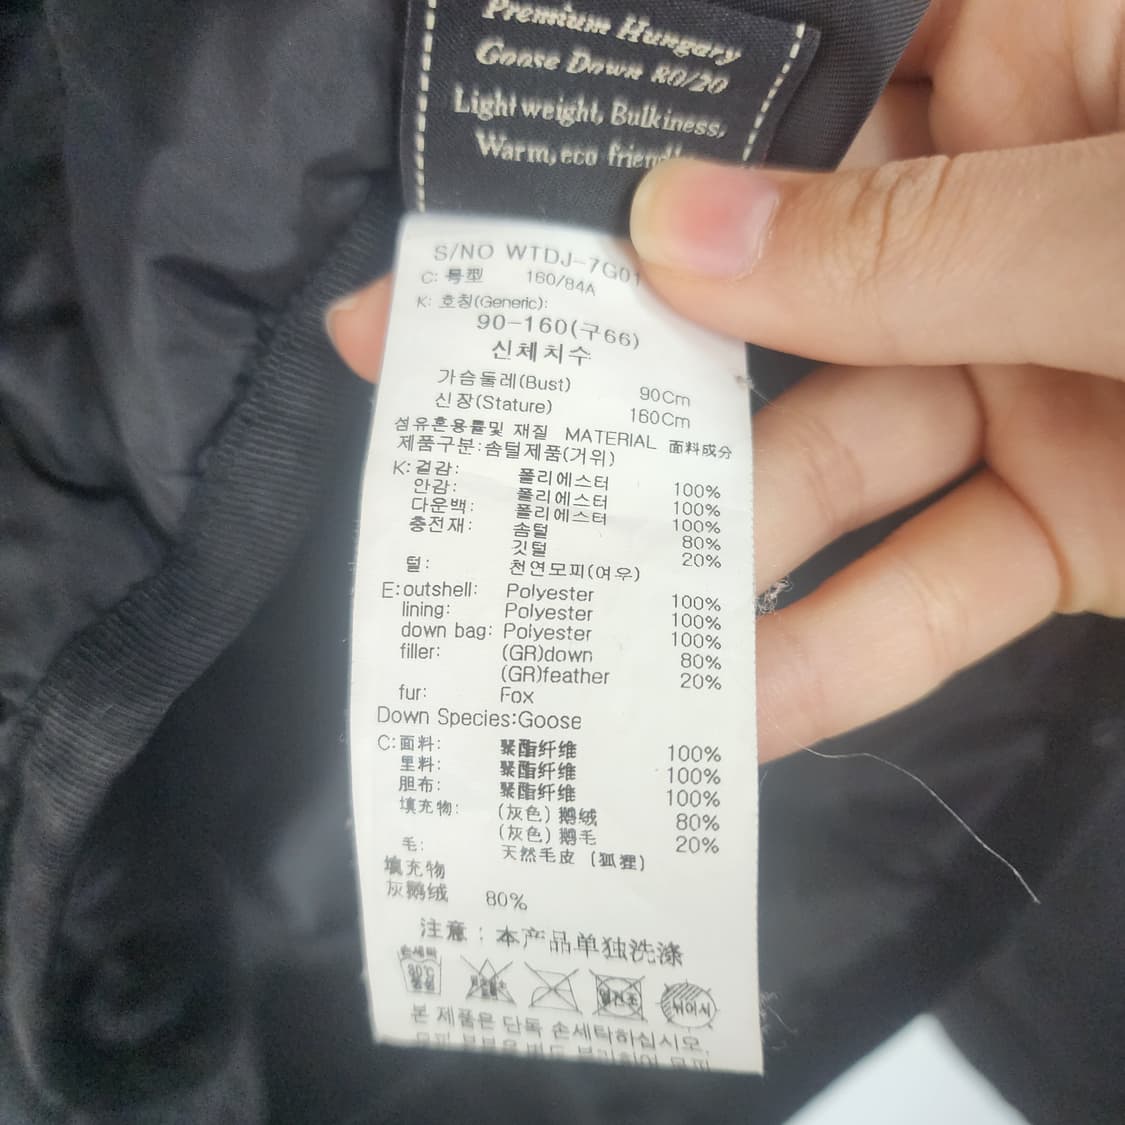 Premium Hungary
Goose Down 80/20
Light weight, Bulkiness,
Warm, eco
S/NO WTDJ-7G01
C: 号型 160/84A
K: 호칭(Generic):
90-160(구66)
신체치수
가슴둘레(Bust) 90Cm
신장(Stature) 160Cm
섬유혼용률및 재질 MATERIAL 面料成分
제품구분:솜털제품(거위)
K: 겉감: 폴리에스터 100%
안감: 폴리에스터 100%
다운백: 폴리에스터 100%
충전재: 솜털 80%
깃털 20%
털: 천연모피(여우)
E: outshell: Polyester 100%
lining: Polyester 100%
down bag: Polyester 100%
filler: (GR)down 80%
(GR)feather 20%
fur: Fox
Down Species:Goose
C: 面料: 聚酯纤维 100%
里料: 聚酯纤维 100%
胆布: 聚酯纤维 100%
填充物: (灰色) 鹅绒 80%
(灰色) 鹅毛 20%
毛: 天然毛皮 (狐狸)
填充物
灰鹅绒 80%
注意: 本产品单独洗涤
손세탁
30℃
중성
드라이
본 제품은 단독 손세탁하십시오.